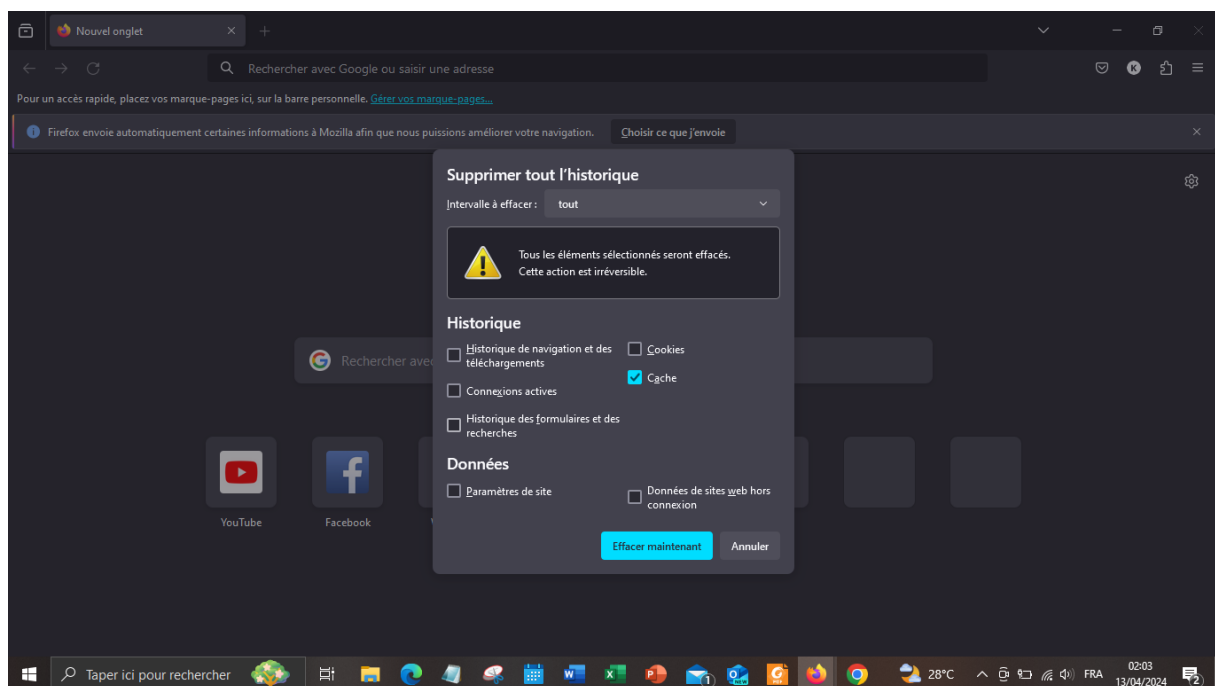 Nouvel onglet
Rechercher avec Google ou saisir une adresse
K
Pour un accès rapide, placez vos marque-pages ici, sur la barre personnelle. Gérer vos marque-pages...
Firefox envoie automatiquement certaines informations à Mozilla afin que nous puissions améliorer votre navigation. Choisir ce que j'envoie
Supprimer tout l'historique
Intervalle à effacer : tout
Tous les éléments sélectionnés seront effacés.
Cette action est irréversible.
Historique
Historique de navigation et des
téléchargements
Cookies
Cache
Connexions actives
Historique des formulaires et des
recherches
Rechercher
Données
Paramètres de site
Données de sites web hors
connexion
YouTube
Facebook
Effacer maintenant
Annuler
Taper ici pour rechercher
28°C
FRA
02:03
13/04/2024